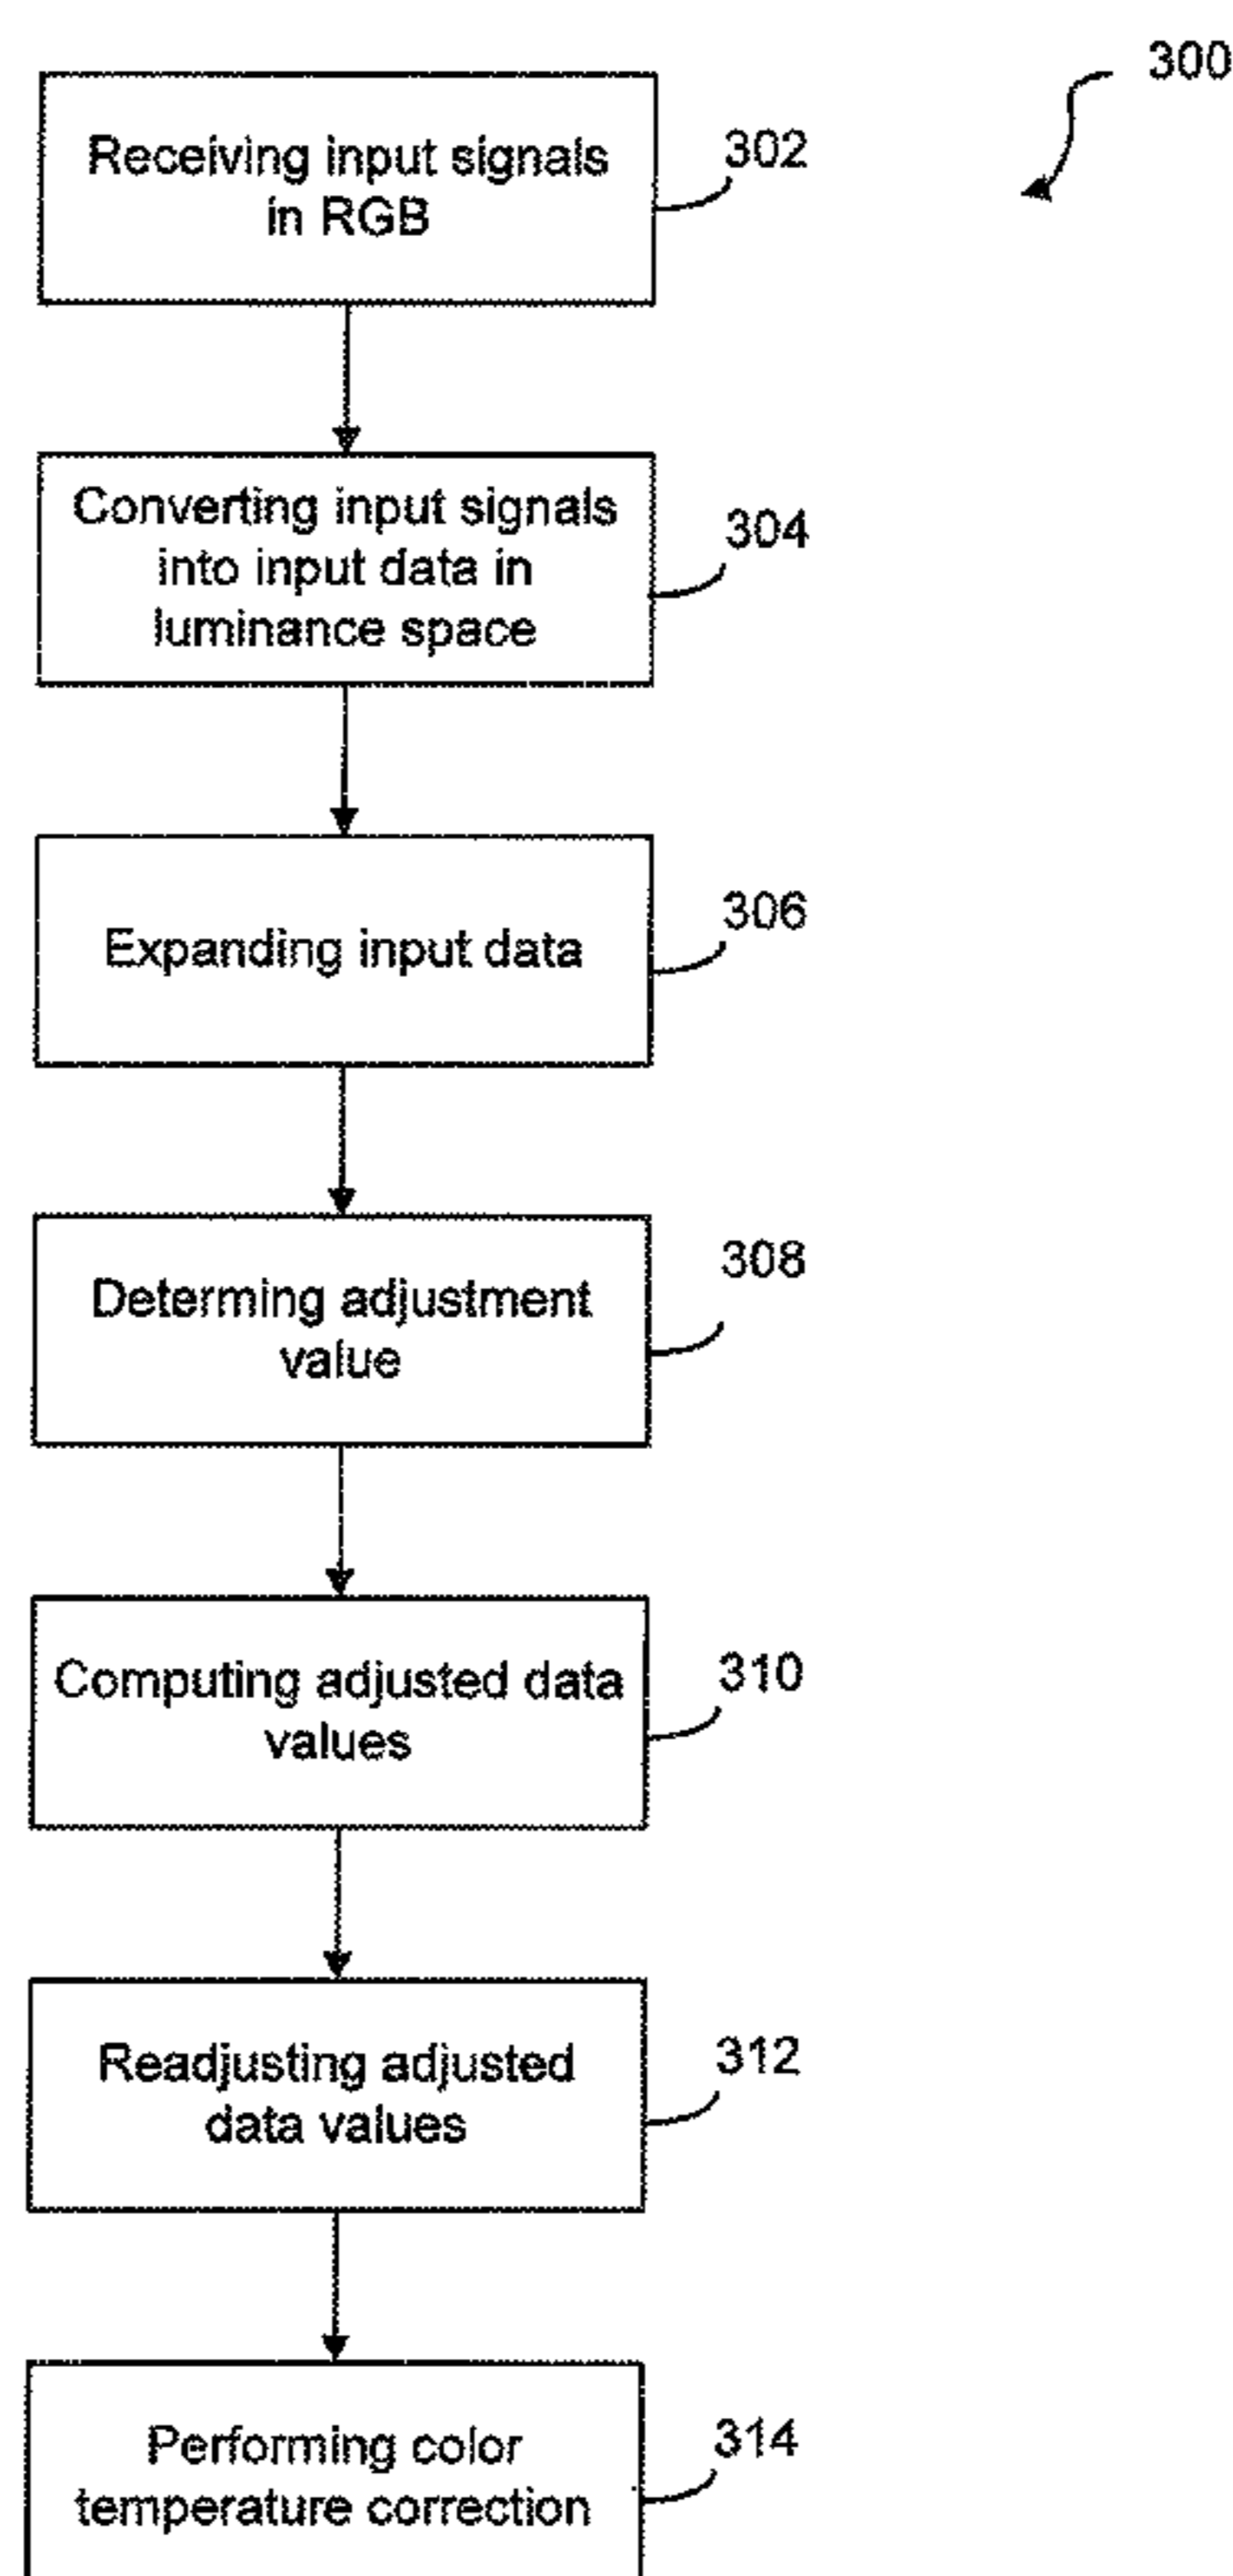 300
Receiving input signals
in RGB
302
Converting input signals
into input data in
luminance space
304
Expanding input data
306
Determing adjustment
value
308
Computing adjusted data
values
310
Readjusting adjusted
data values
312
Performing color
temperature correction
314